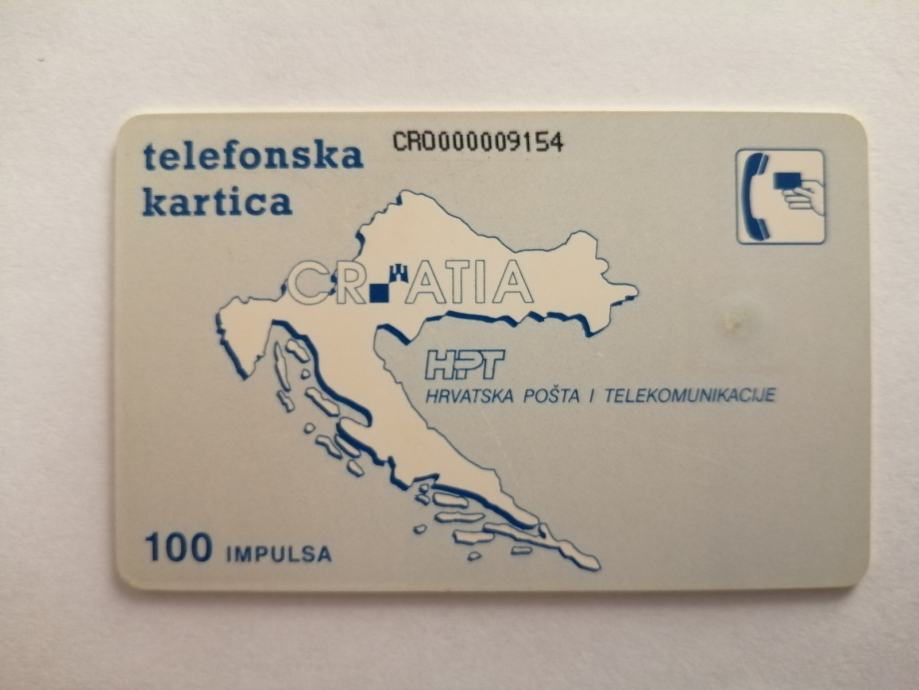 telefonska
kartica
CRO000009154
CROATIA
HPT
HRVATSKA POŠTA I TELEKOMUNIKACIJE
100 IMPULSA